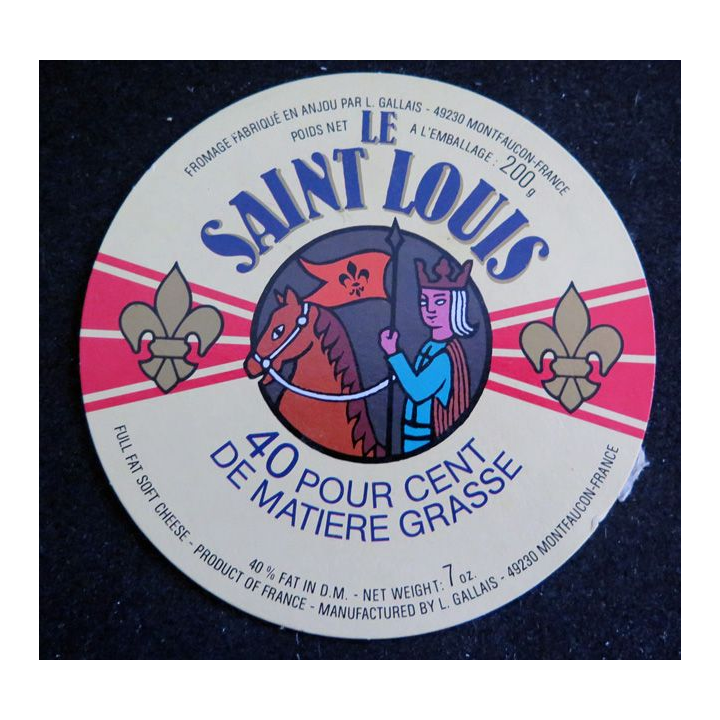 FROMAGE FABRIQUÉ EN ANJOU PAR L. GALLAIS - 49230 MONTFAUCON-FRANCE
POIDS NET A L'EMBALLAGE : 200 g
LE
SAINT LOUIS
40 POUR CENT
DE MATIERE GRASSE
40 % FAT IN D.M. - NET WEIGHT: 7 oz.
FULL FAT SOFT CHEESE - PRODUCT OF FRANCE - MANUFACTURED BY L. GALLAIS - 49230 MONTFAUCON-FRANCE